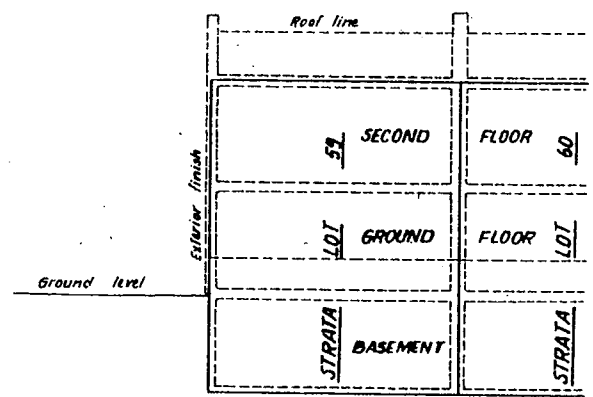 Roof line
SECOND FLOOR
GROUND FLOOR
BASEMENT
STRATA LOT 59
STRATA LOT 60
Exterior finish
Ground level